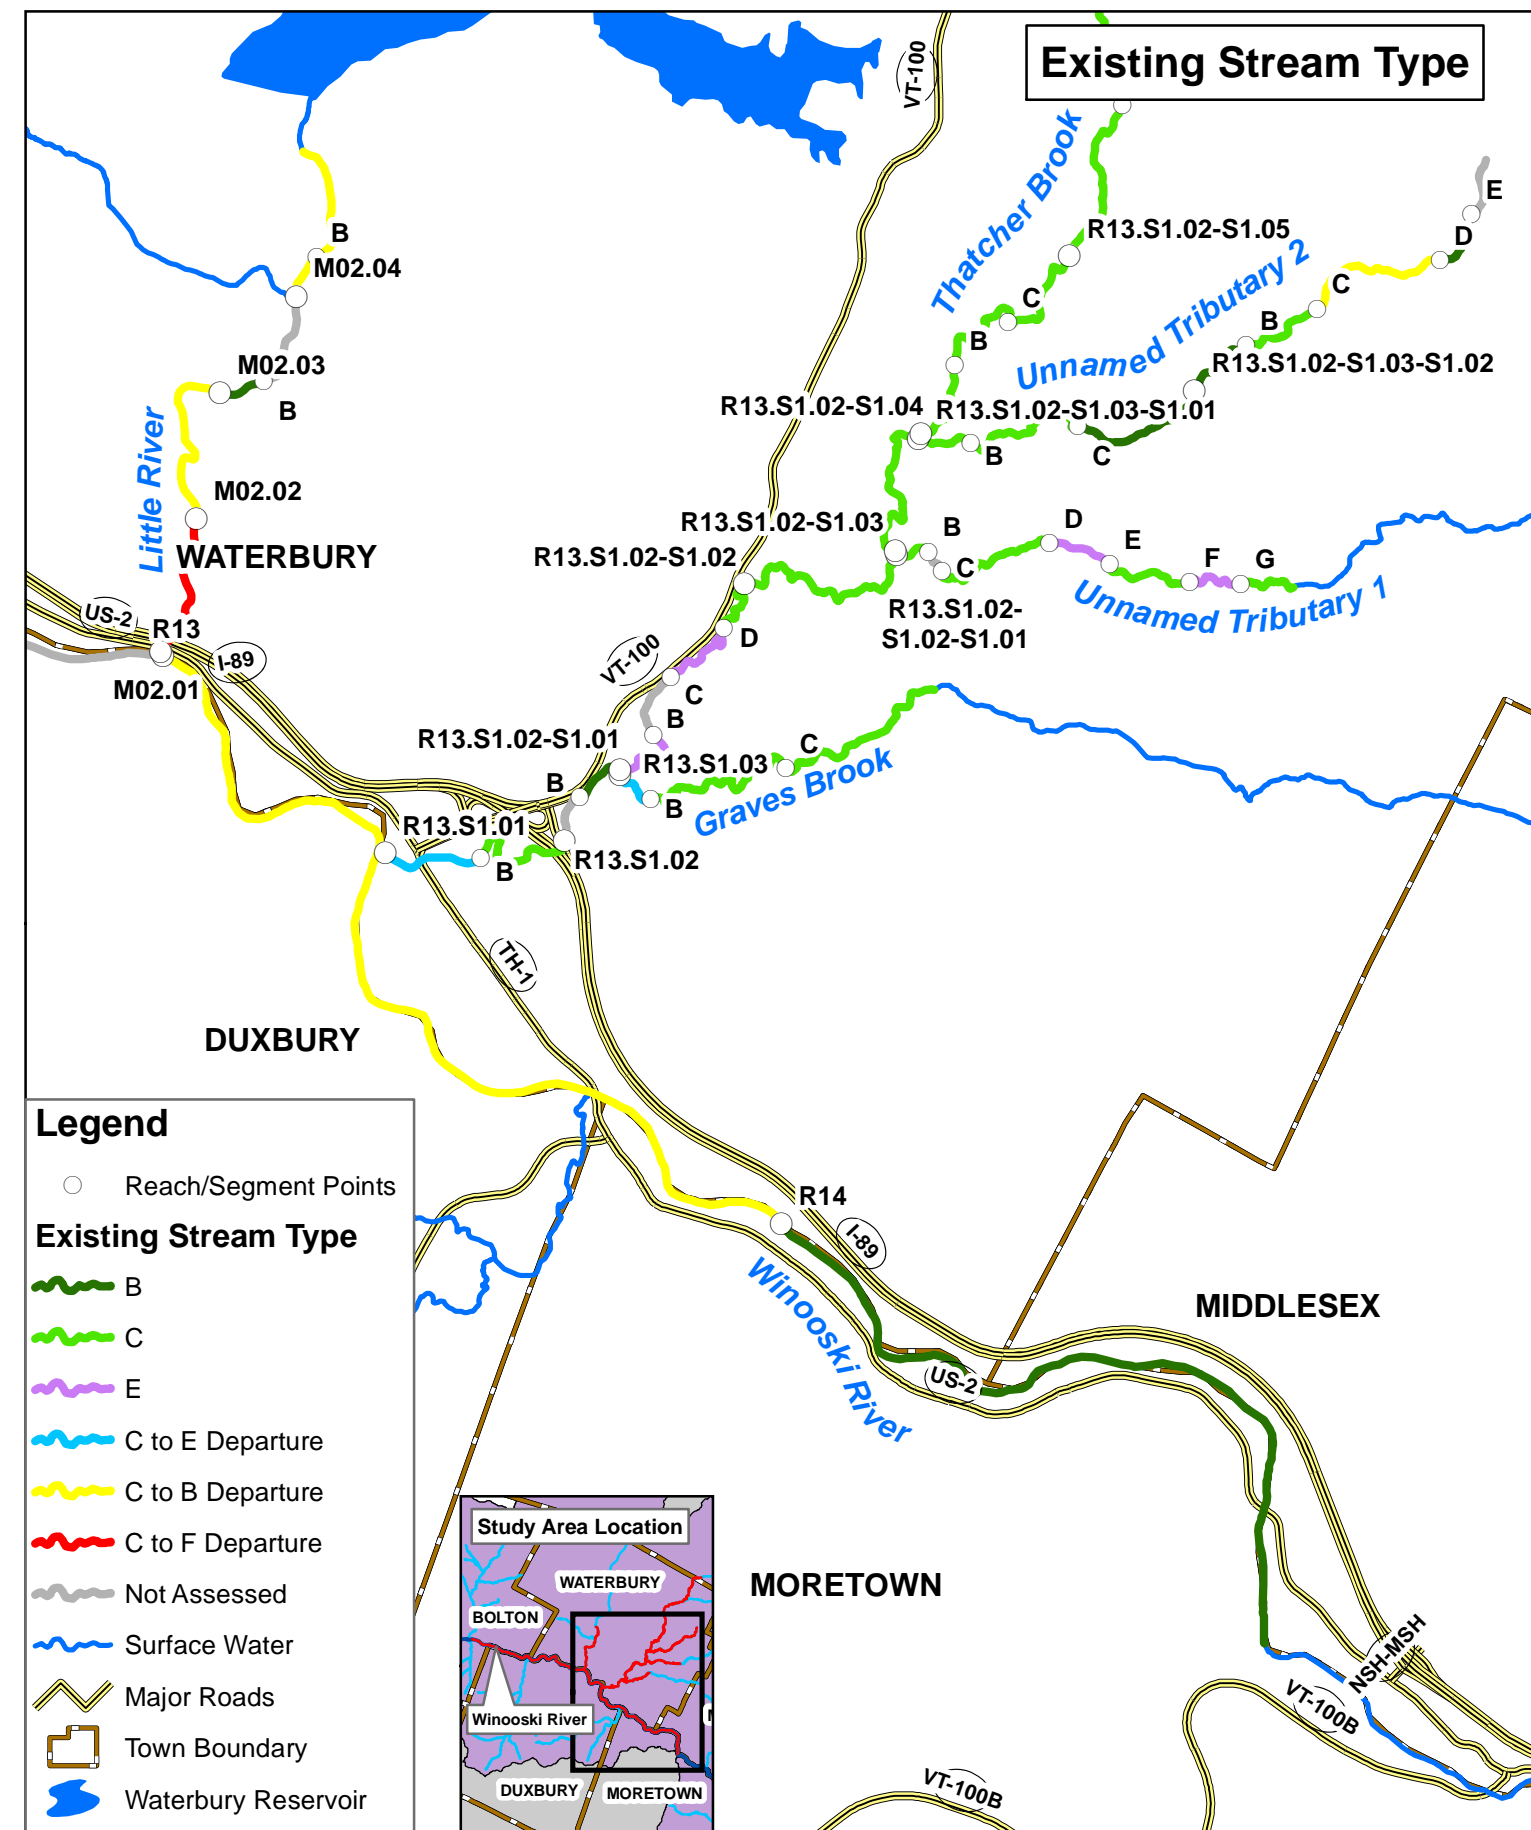 Existing Stream Type
VT-100
Thatcher Brook
E
D
R13.S1.02-S1.05
B
M02.04
Unnamed Tributary 2
C
C
B
B
M02.03
R13.S1.02-S1.03-S1.02
B
R13.S1.02-S1.04
R13.S1.02-S1.03-S1.01
B
C
Little River
M02.02
R13.S1.02-S1.03
B
D
E
WATERBURY
R13.S1.02-S1.02
C
F
G
Unnamed Tributary 1
R13.S1.02-
S1.02-S1.01
US-2
R13
I-89
D
VT-100
M02.01
C
B
R13.S1.02-S1.01
C
R13.S1.03
B
B
Graves Brook
R13.S1.01
B
R13.S1.02
TH-1
DUXBURY
R14
I-89
Winooski River
MIDDLESEX
US-2
MORETOWN
NSH-MSH
VT-100B
VT-100B
Legend
Reach/Segment Points
Existing Stream Type
B
C
E
C to E Departure
C to B Departure
C to F Departure
Not Assessed
Surface Water
Major Roads
Town Boundary
Waterbury Reservoir
Study Area Location
WATERBURY
BOLTON
Winooski River
DUXBURY
MORETOWN